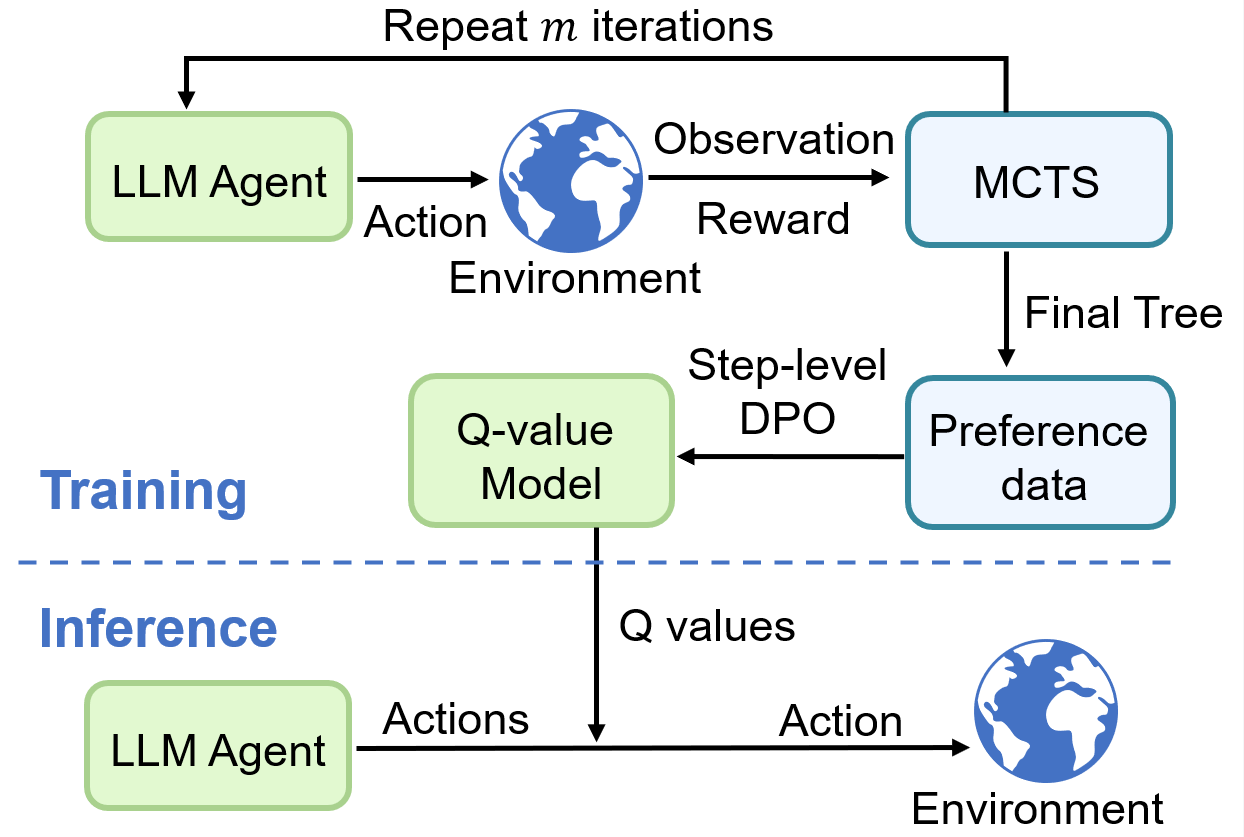 Repeat m iterations
LLM Agent
Action
Environment
Observation
Reward
MCTS
Final Tree
Step-level
DPO
Preference
data
Q-value
Model
Training
Inference
Q values
LLM Agent
Actions
Action
Environment